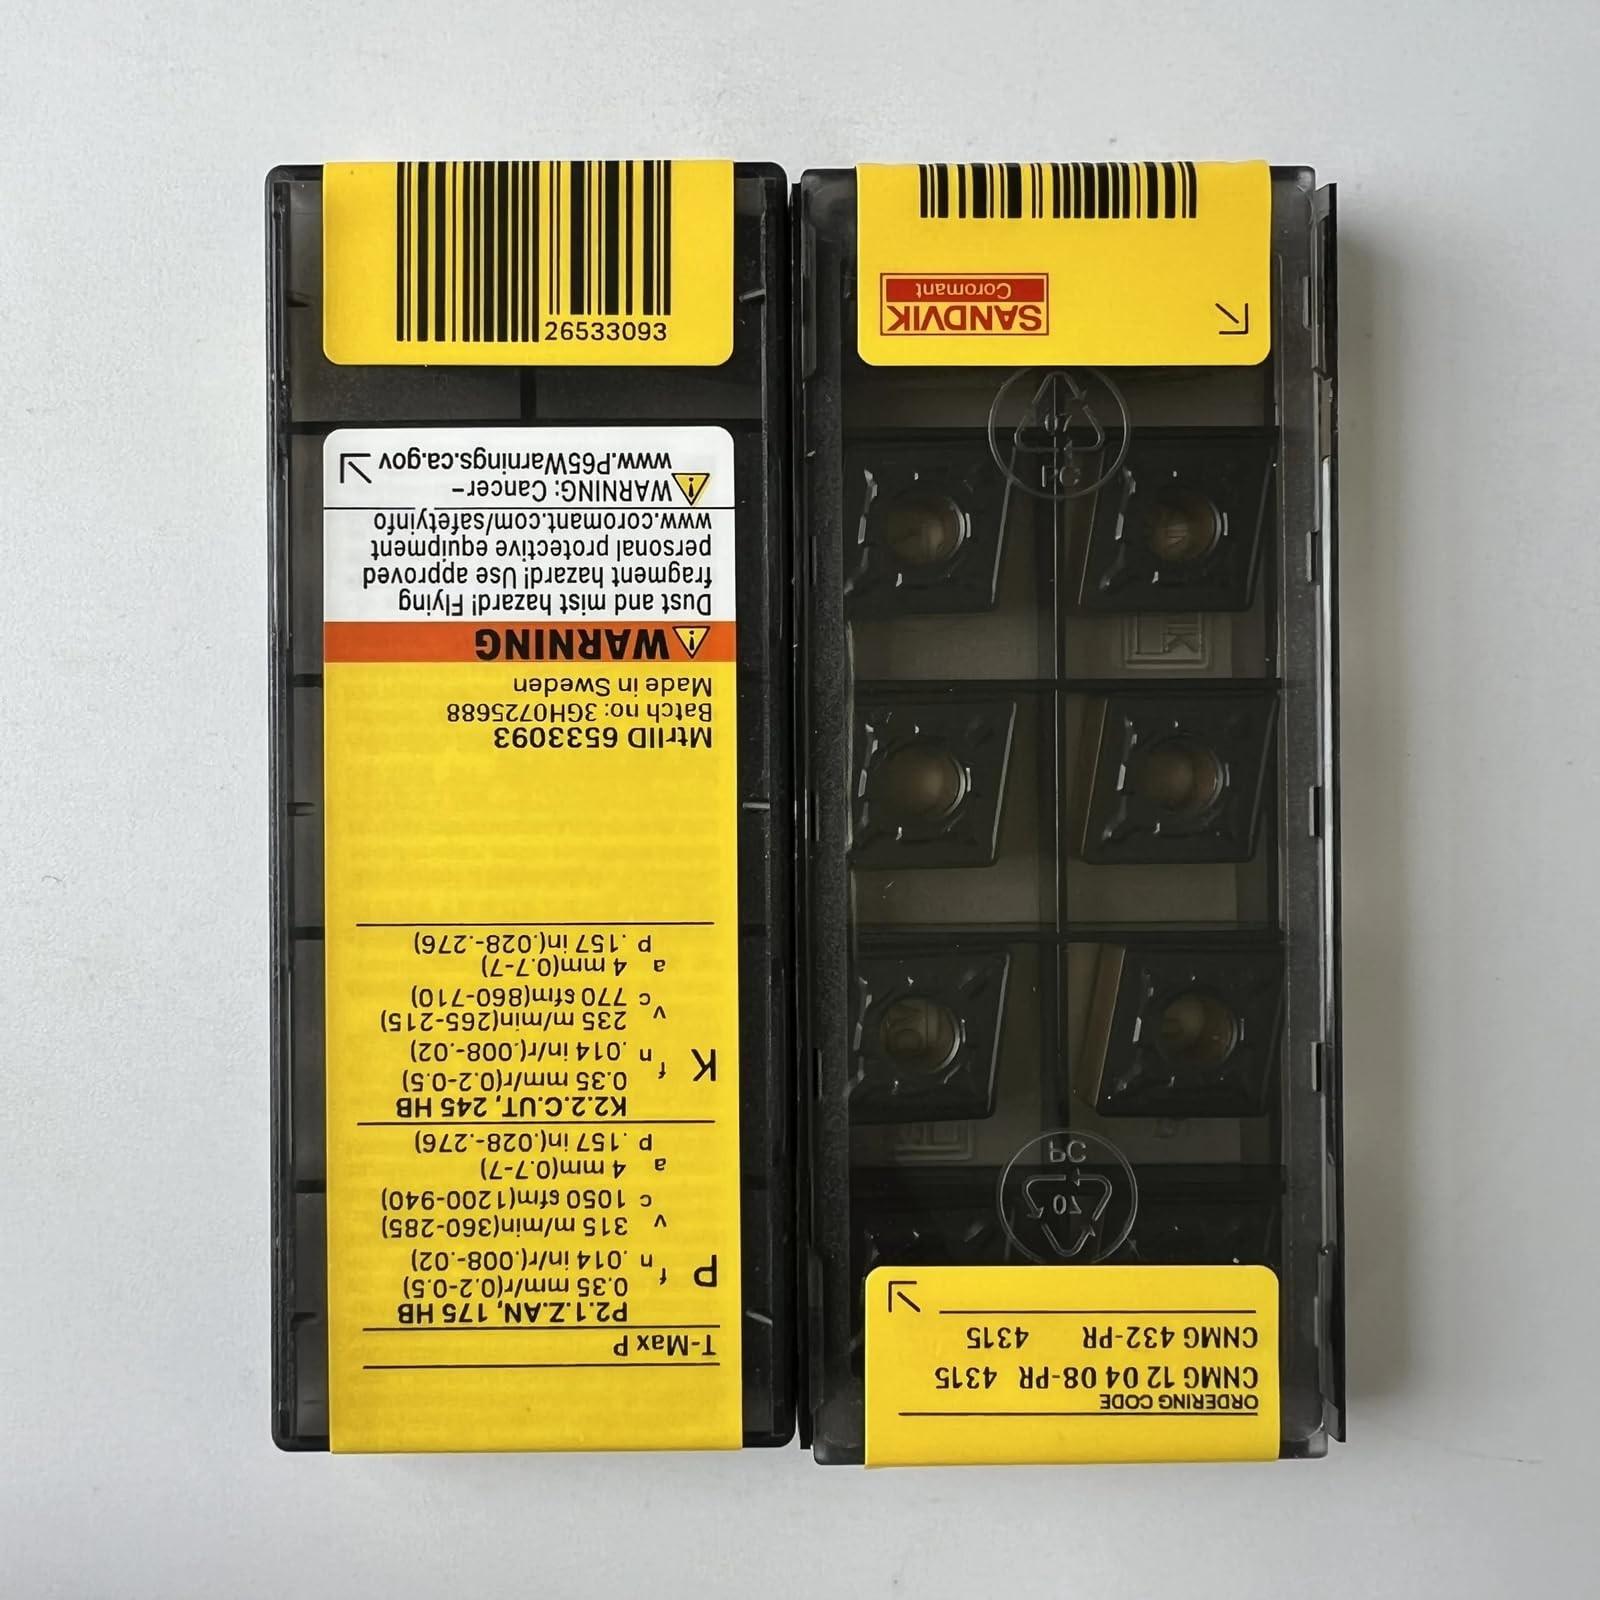 26533093
T-Max P
P2.1.Z.AN, 175 HB
P
f 0.35 mm/r(0.2-0.5)
n .014 in/r(.008-.02)
v 315 m/min(360-285)
c 1050 sfm(1200-940)
a 4 mm(0.7-7)
p .157 in(.028-.276)
K2.2.C.UT, 245 HB
K
f 0.35 mm/r(0.2-0.5)
n .014 in/r(.008-.02)
v 235 m/min(265-215)
c 770 sfm(860-710)
a 4 mm(0.7-7)
p .157 in(.028-.276)
MtrlID 6533093
Batch no: 3GH0725688
Made in Sweden
WARNING
Dust and mist hazard! Flying
fragment hazard! Use approved
personal protective equipment
www.coromant.com/safetyinfo
WARNING: Cancer-
www.P65Warnings.ca.gov
ORDERING CODE
CNMG 12 04 08-PR 4315
CNMG 432-PR 4315
07
PC
07
PC
SANDVIK
Coromant